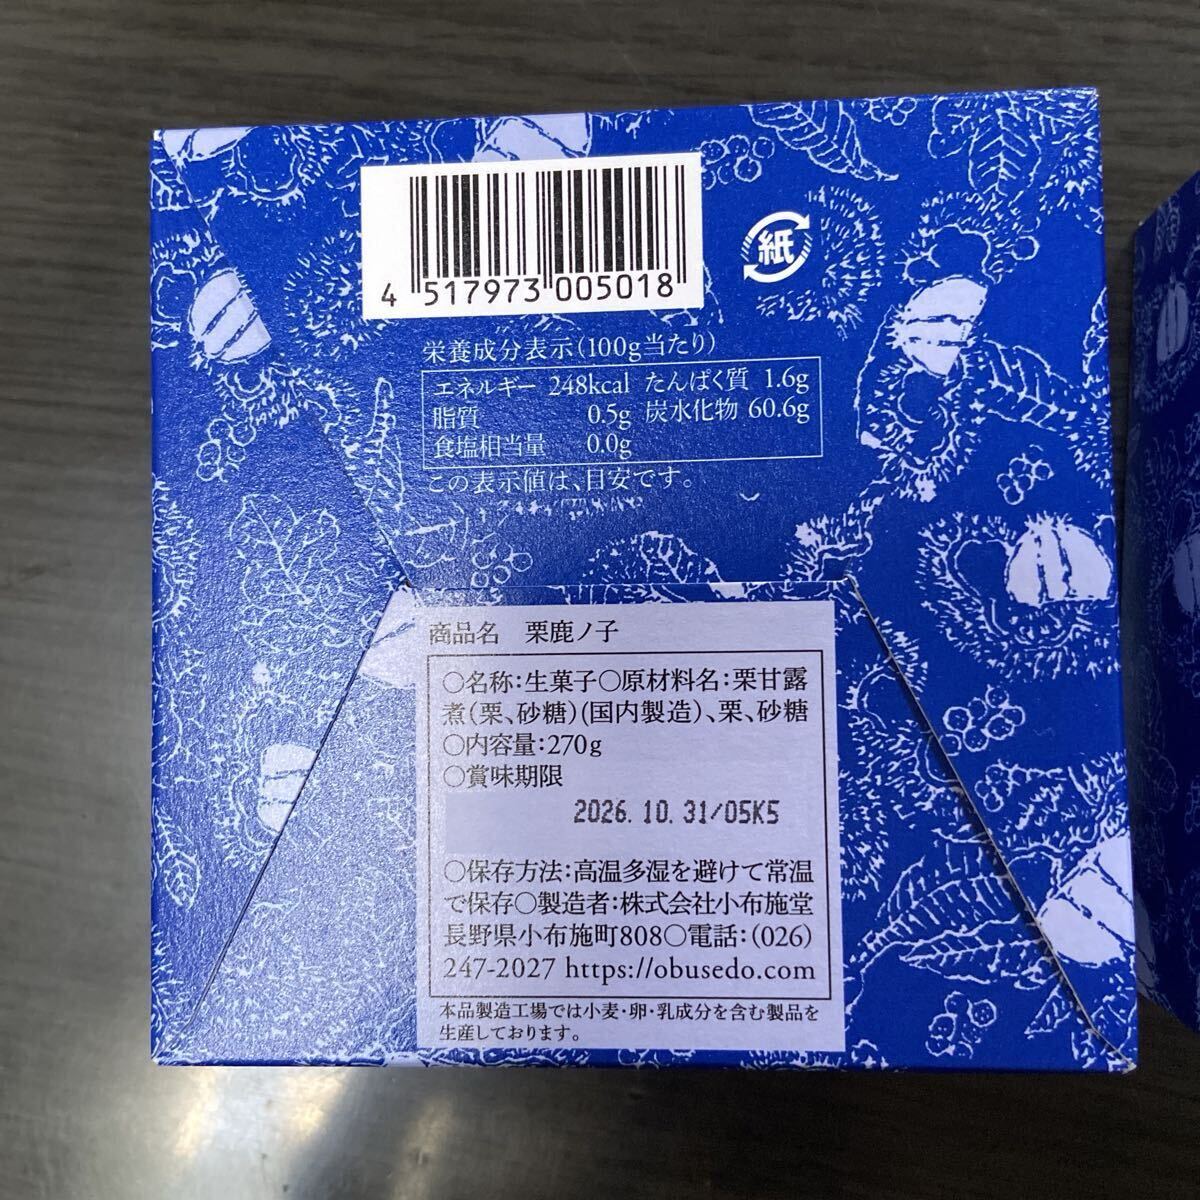 4 517973 005018
紙
栄養成分表示(100g当たり)
エネルギー 248kcal たんぱく質 1.6g
脂質 0.5g 炭水化物 60.6g
食塩相当量 0.0g
この表示値は、目安です。
商品名 栗鹿ノ子
○名称:生菓子○原材料名:栗甘露
煮(栗、砂糖)(国内製造)、栗、砂糖
○内容量:270g
○賞味期限
2026.10.31/05K5
○保存方法:高温多湿を避けて常温
で保存○製造者:株式会社小布施堂
長野県小布施町808○電話:(026)
247-2027 https://obusedo.com
本品製造工場では小麦・卵・乳成分を含む製品を
生産しております。